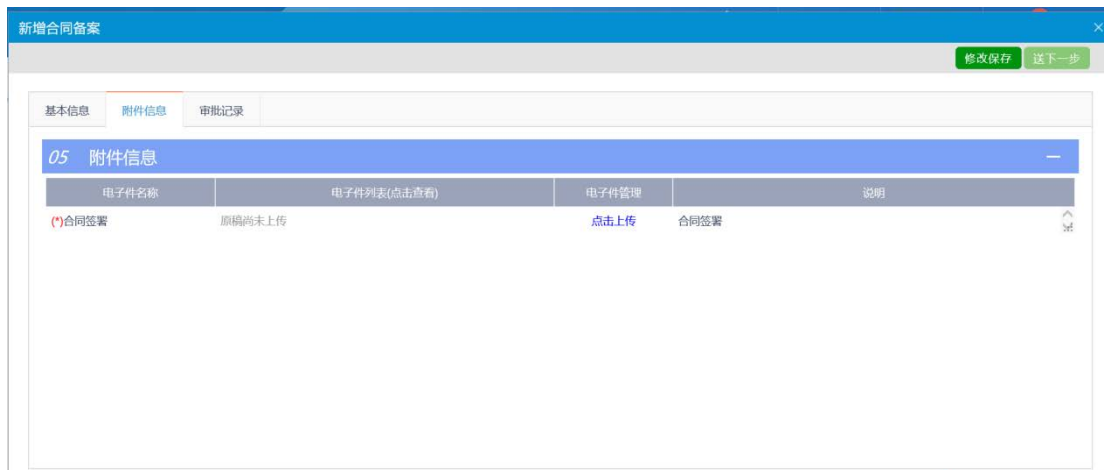 新增合同备案
修改保存 送下一步
基本信息 附件信息 审批记录
05 附件信息
电子件名称 电子件列表(点击查看) 电子件管理 说明
(*)合同签署 原稿尚未上传 点击上传 合同签署